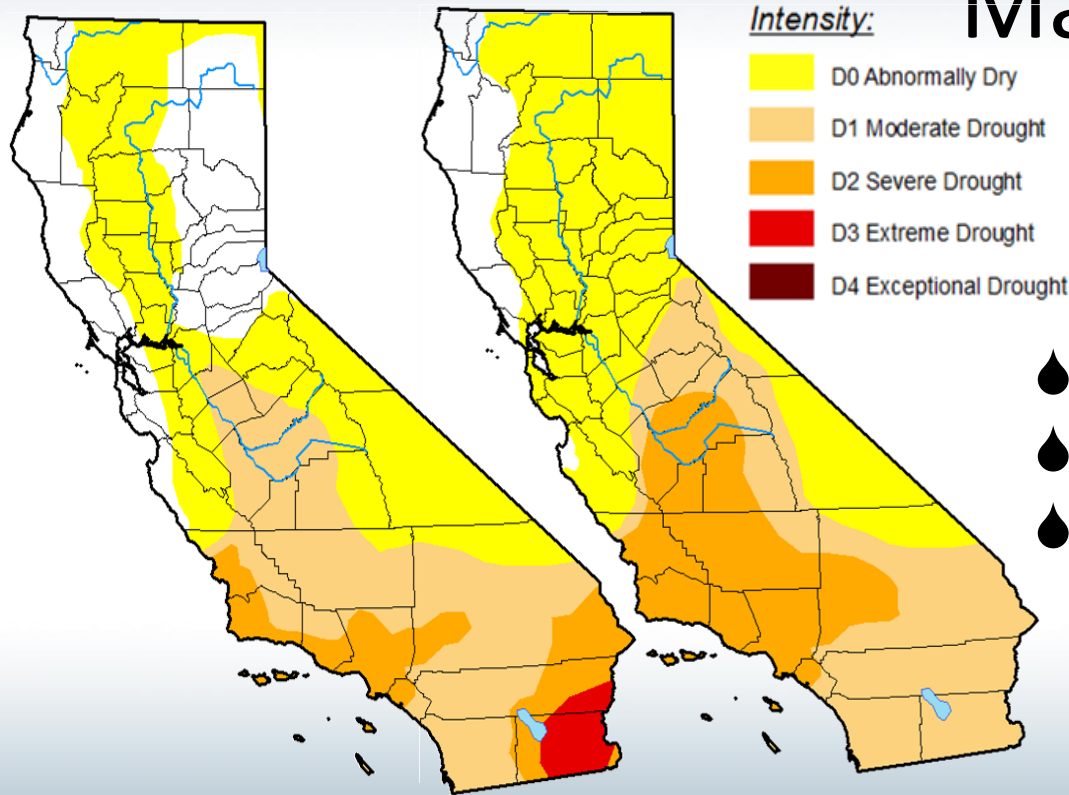 Intensity:
D0 Abnormally Dry
D1 Moderate Drought
D2 Severe Drought
D3 Extreme Drought
D4 Exceptional Drought